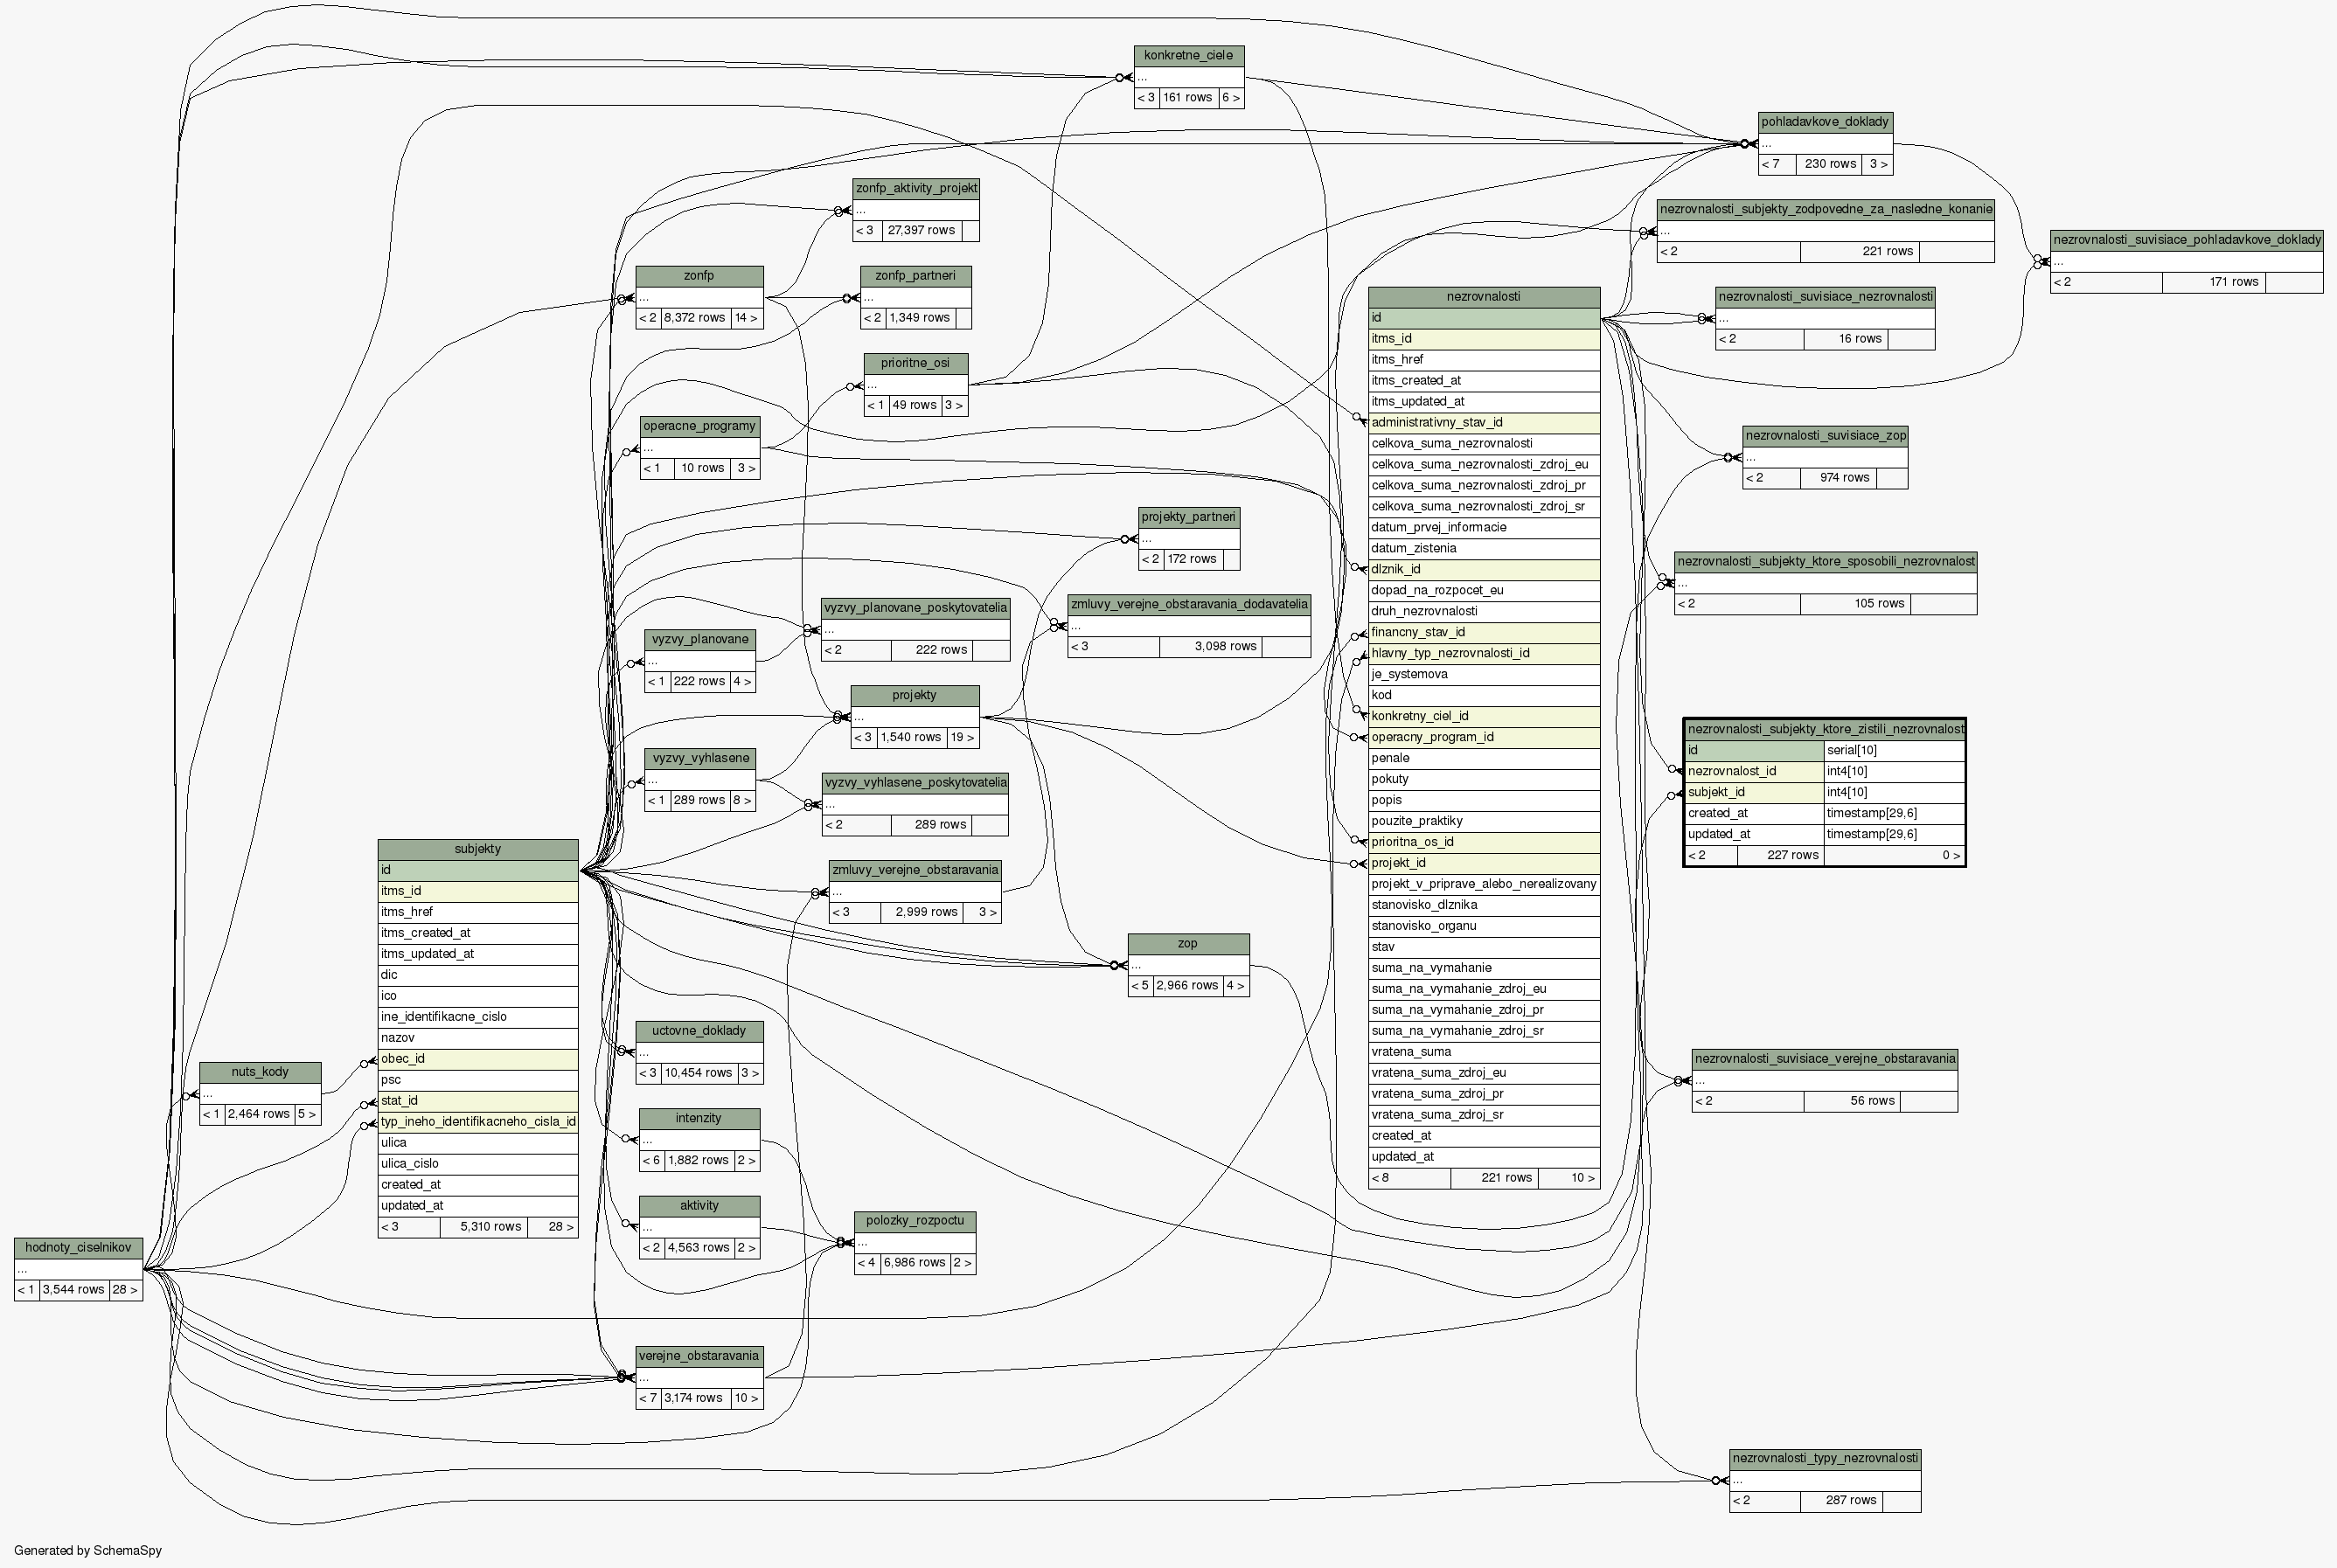 konkretne_ciele
...
< 3 161 rows 6 >
pohladavkove_doklady
...
< 7 230 rows 3 >
zonfp_aktivity_projekt
...
< 3 27,397 rows
nezrovnalosti_subjekty_zodpovedne_za_nasledne_konanie
...
< 2 221 rows
nezrovnalosti_suvisiace_pohladavkove_doklady
...
< 2 171 rows
zonfp
...
< 2 8,372 rows 14 >
zonfp_partneri
...
< 2 1,349 rows
nezrovnalosti_suvisiace_nezrovnalosti
...
< 2 16 rows
prioritne_osi
...
< 1 49 rows 3 >
operacne_programy
...
< 1 10 rows 3 >
nezrovnalosti_suvisiace_zop
...
< 2 974 rows
projekty_partneri
...
< 2 172 rows
nezrovnalosti_subjekty_ktore_sposobili_nezrovnalost
...
< 2 105 rows
vyzvy_planovane_poskytovatelia
...
< 2 222 rows
zmluvy_verejne_obstaravania_dodavatelia
...
< 3 3,098 rows
vyzvy_planovane
...
< 1 222 rows 4 >
projekty
...
< 3 1,540 rows 19 >
vyzvy_vyhlasene
...
< 1 289 rows 8 >
vyzvy_vyhlasene_poskytovatelia
...
< 2 289 rows
zmluvy_verejne_obstaravania
...
< 3 2,999 rows 3 >
zop
...
< 5 2,966 rows 4 >
nezrovnalosti
id
itms_id
itms_href
itms_created_at
itms_updated_at
administrativny_stav_id
celkova_suma_nezrovnalosti
celkova_suma_nezrovnalosti_zdroj_eu
celkova_suma_nezrovnalosti_zdroj_pr
celkova_suma_nezrovnalosti_zdroj_sr
datum_prvej_informacie
datum_zistenia
dlznik_id
dopad_na_rozpocet_eu
druh_nezrovnalosti
financny_stav_id
hlavny_typ_nezrovnalosti_id
je_systemova
kod
konkretny_ciel_id
operacny_program_id
penale
pokuty
popis
pouzite_praktiky
prioritna_os_id
projekt_id
projekt_v_priprave_alebo_nerealizovany
stanovisko_dlznika
stanovisko_organu
stav
suma_na_vymahanie
suma_na_vymahanie_zdroj_eu
suma_na_vymahanie_zdroj_pr
suma_na_vymahanie_zdroj_sr
vratena_suma
vratena_suma_zdroj_eu
vratena_suma_zdroj_pr
vratena_suma_zdroj_sr
created_at
updated_at
< 8 221 rows 10 >
nezrovnalosti_subjekty_ktore_zistili_nezrovnalost
id serial[10]
nezrovnalost_id int4[10]
subjekt_id int4[10]
created_at timestamp[29,6]
updated_at timestamp[29,6]
< 2 227 rows 0 >
subjekty
id
itms_id
itms_href
itms_created_at
itms_updated_at
dic
ico
ine_identifikacne_cislo
nazov
obec_id
psc
stat_id
typ_ineho_identifikacneho_cisla_id
ulica
ulica_cislo
created_at
updated_at
< 3 5,310 rows 28 >
uctovne_doklady
...
< 3 10,454 rows 3 >
nuts_kody
...
< 1 2,464 rows 5 >
nezrovnalosti_suvisiace_verejne_obstaravania
...
< 2 56 rows
intenzity
...
< 6 1,882 rows 2 >
aktivity
...
< 2 4,563 rows 2 >
polozky_rozpoctu
...
< 4 6,986 rows 2 >
hodnoty_ciselnikov
...
< 1 3,544 rows 28 >
verejne_obstaravania
...
< 7 3,174 rows 10 >
nezrovnalosti_typy_nezrovnalosti
...
< 2 287 rows
Generated by SchemaSpy